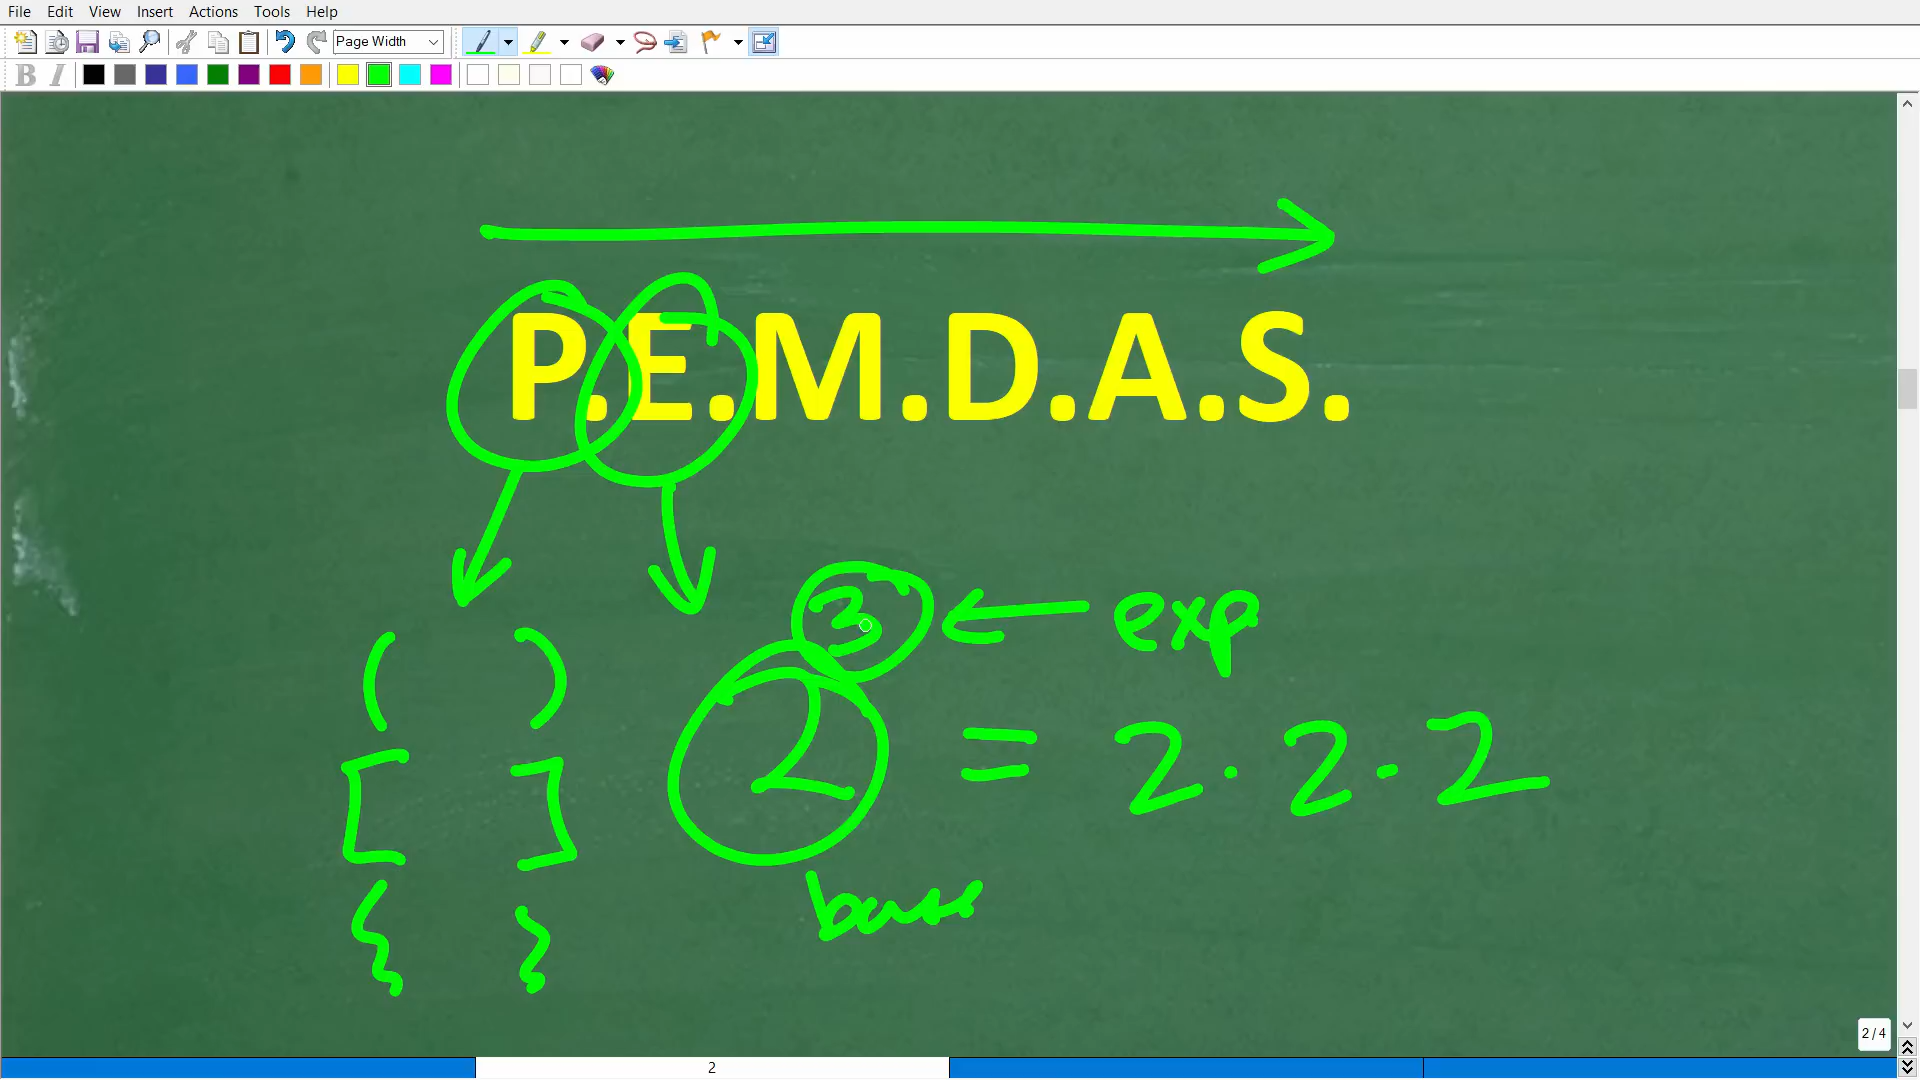 File Edit View Insert Actions Tools Help
Page Width
B I
P.E.M.D.A.S.
3 ← exp
( )
2 = 2 · 2 · 2
[ ]
base
{ }
2 / 4
2